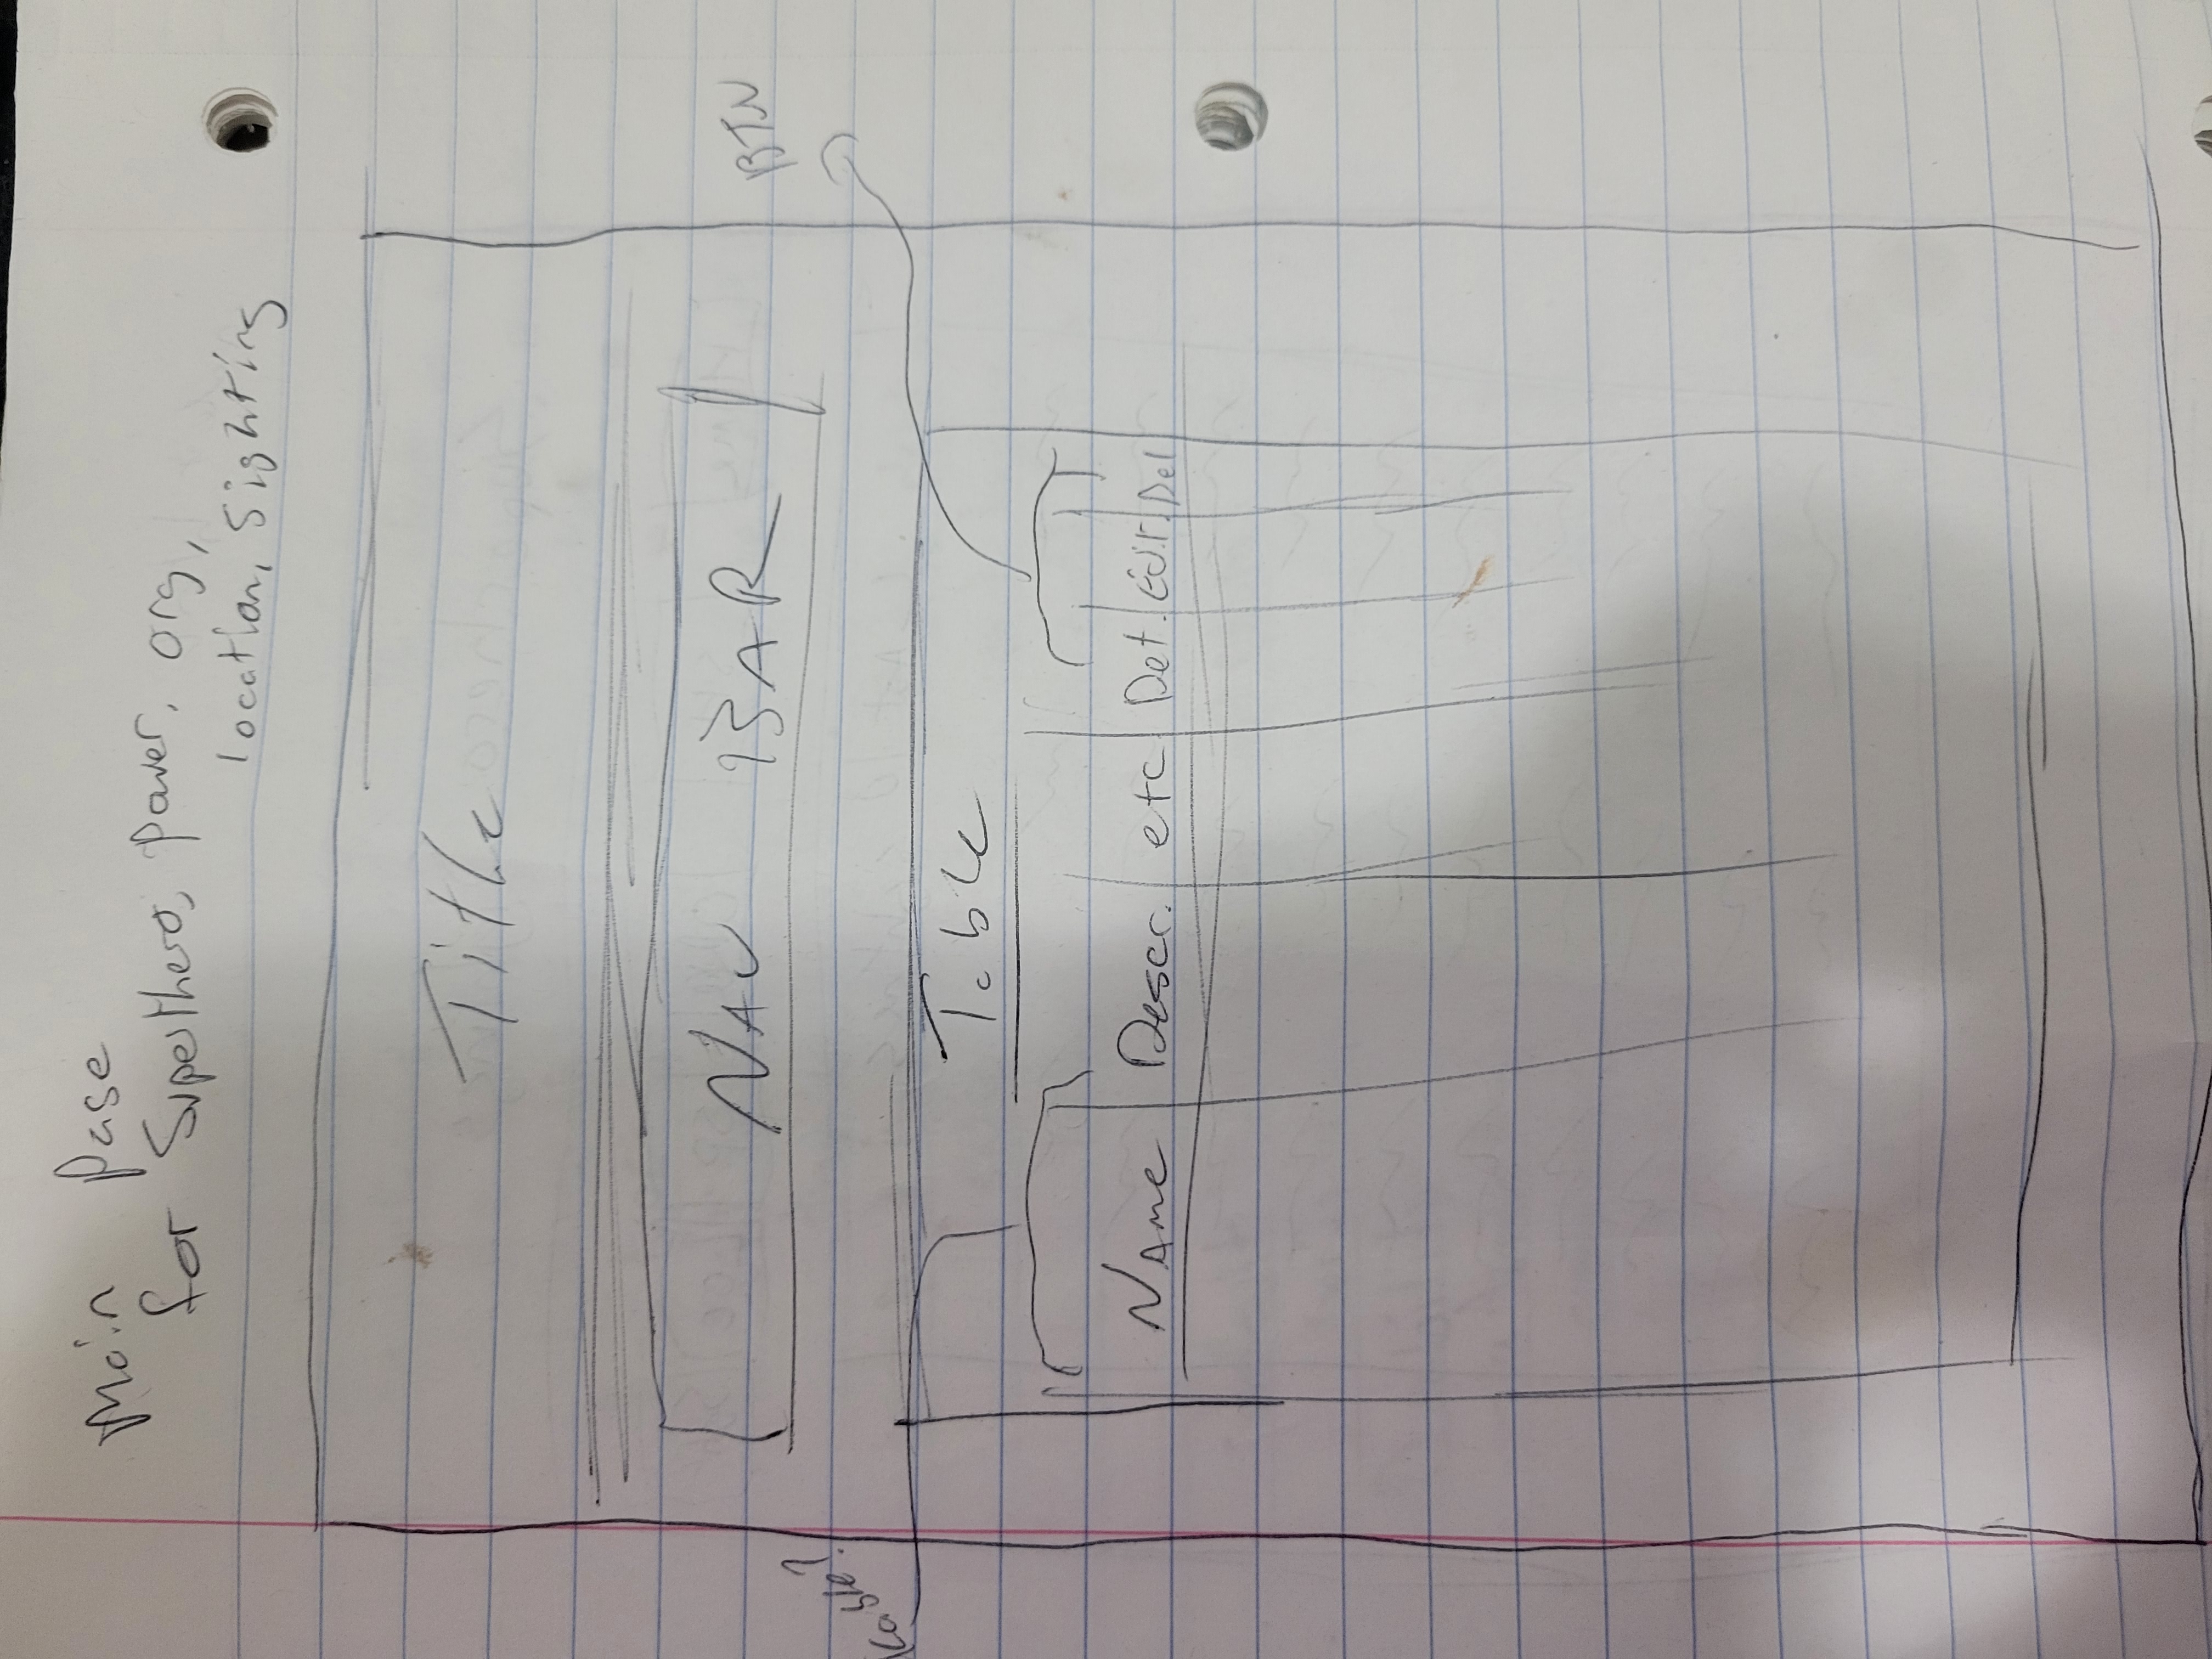 Main Page
for Superhero, Power, org,
location, Sighting
Title
NAV BAR
BTN
Table
Name Descr. etc Det. Edit. Del